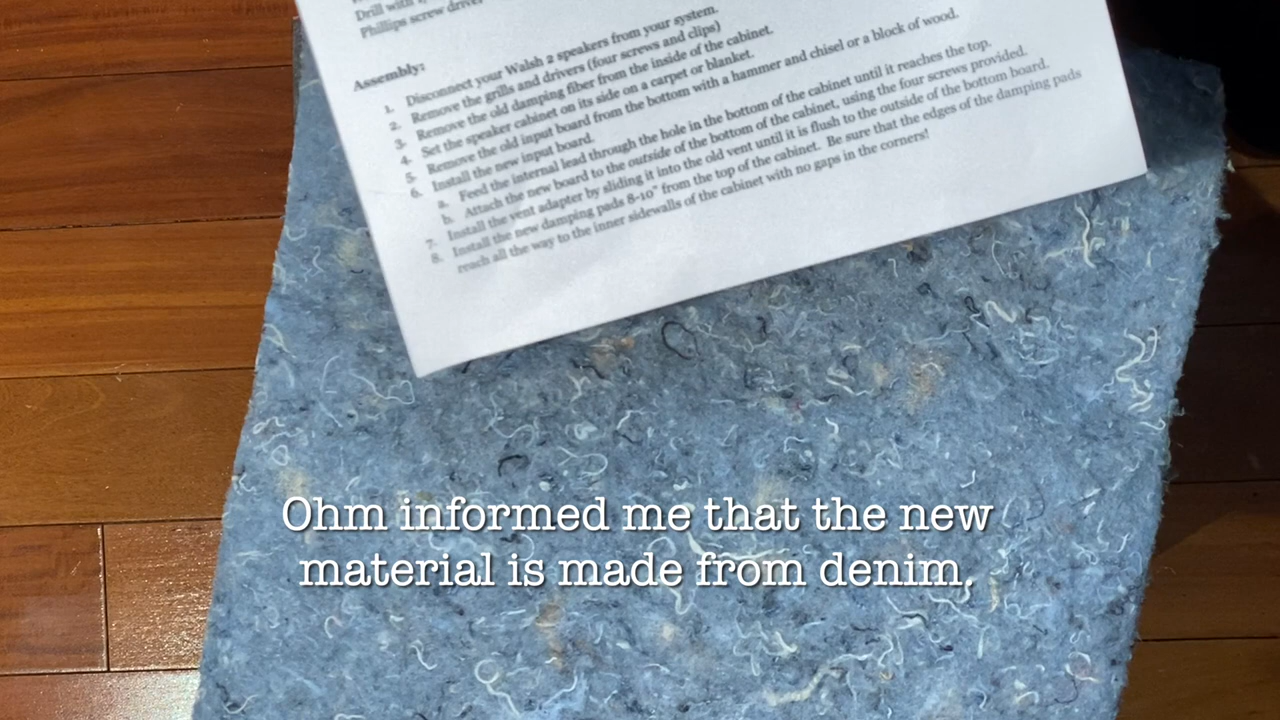 Drill with
Phillips screw driver
Assembly:
1. Disconnect your Walsh 2 speakers from your system.
2. Remove the grills and drivers (four screws and clips)
3. Remove the old damping fiber from the inside of the cabinet.
4. Set the speaker cabinet on its side on a carpet or blanket.
5. Remove the old input board from the bottom with a hammer and chisel or a block of wood.
6. Install the new input board.
a. Feed the internal lead through the hole in the bottom of the cabinet until it reaches the top.
b. Attach the new board to the outside of the bottom of the cabinet, using the four screws provided.
7. Install the vent adapter by sliding it into the old vent until it is flush to the outside of the bottom board.
8. Install the new damping pads 8-10" from the top of the cabinet. Be sure that the edges of the damping pads
reach all the way to the inner sidewalls of the cabinet with no gaps in the corners!
Ohm informed me that the new
material is made from denim.